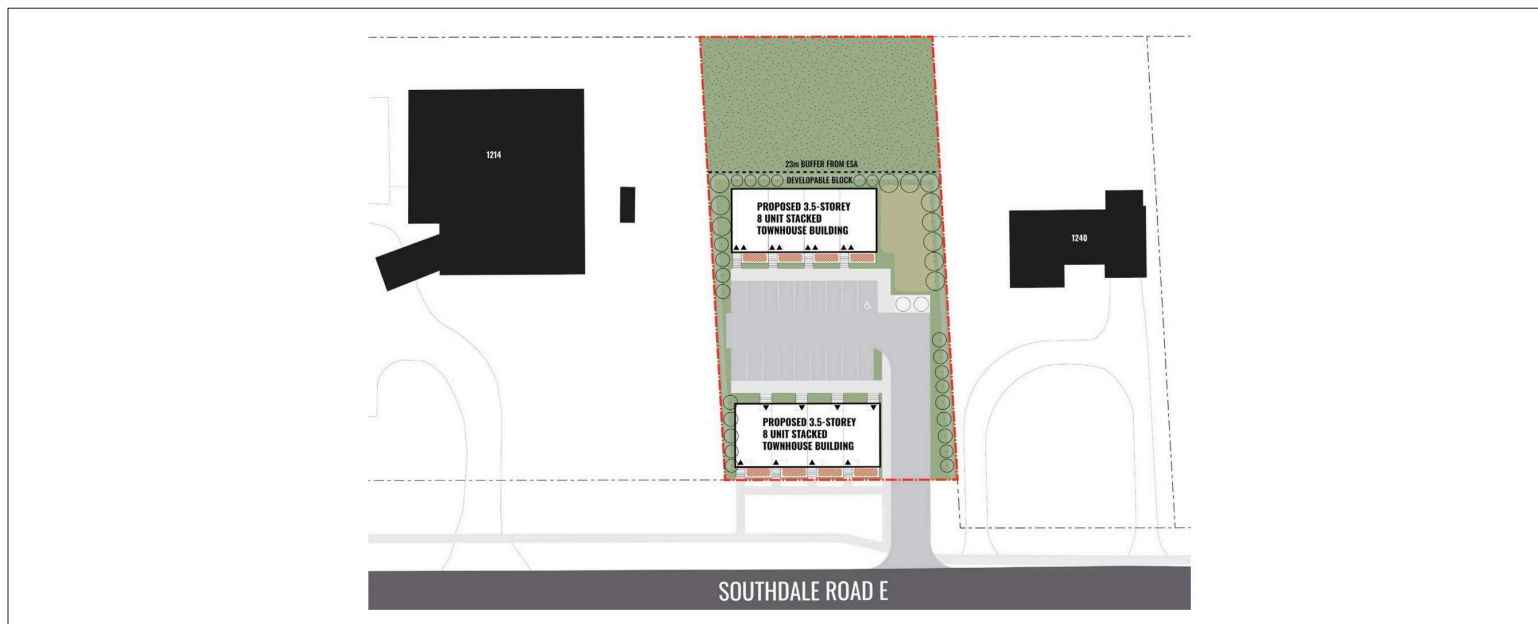 1214
23m BUFFER FROM ESA
DEVELOPABLE BLOCK
PROPOSED 3.5-STOREY
8 UNIT STACKED
TOWNHOUSE BUILDING
1240
PROPOSED 3.5-STOREY
8 UNIT STACKED
TOWNHOUSE BUILDING
SOUTHDALE ROAD E